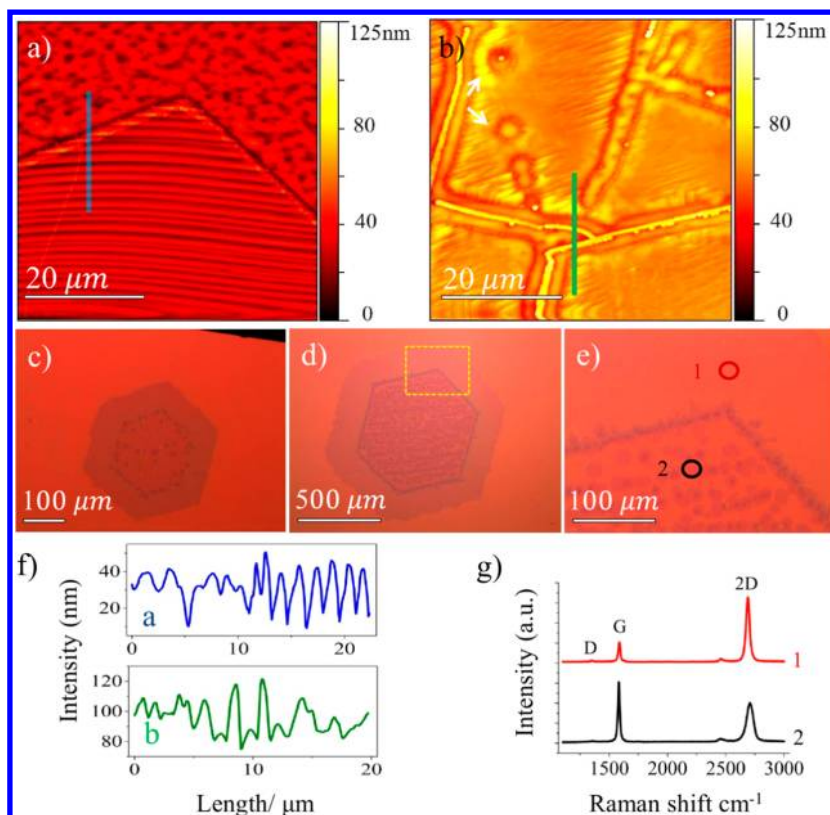 a)
125nm
80
40
0
20 μm
b)
125nm
80
40
0
20 μm
c)
100 μm
d)
500 μm
e)
1
2
100 μm
f)
Intensity (nm)
40
20
a
0 10 20
120
100
80
b
0 10 20
Length/ μm
g)
Intensity (a.u.)
D
G
2D
1
2
1500 2000 2500 3000
Raman shift cm⁻¹